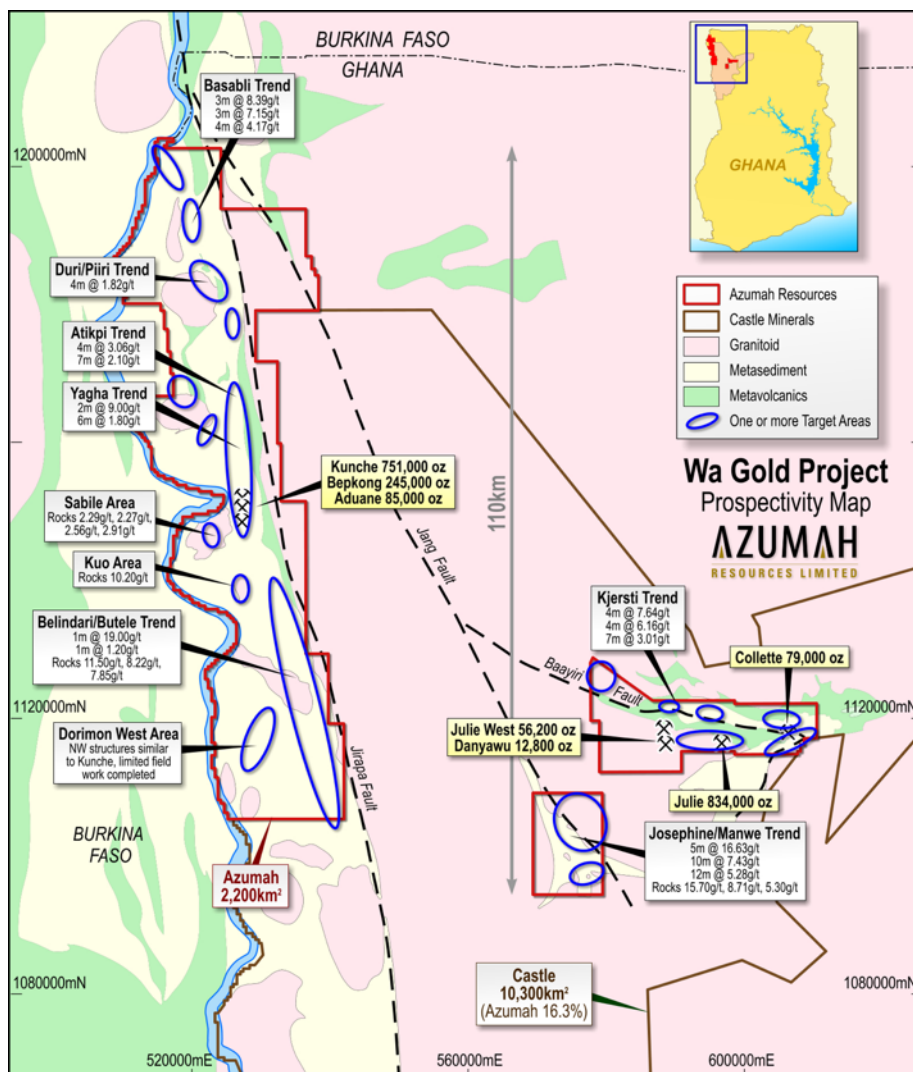 BURKINA FASO
GHANA
Basabli Trend
3m @ 8.39g/t
3m @ 7.15g/t
4m @ 4.17g/t
1200000mN
GHANA
Duri/Piiri Trend
4m @ 1.82g/t
Atikpi Trend
4m @ 3.06g/t
7m @ 2.10g/t
Yagha Trend
2m @ 9.00g/t
6m @ 1.80g/t
Azumah Resources
Castle Minerals
Granitoid
Metasediment
Metavolcanics
One or more Target Areas
Kunche 751,000 oz
Bepkong 245,000 oz
Aduane 85,000 oz
110km
Wa Gold Project
Prospectivity Map
AZUMAH
RESOURCES LIMITED
Sabile Area
Rocks 2.29g/t, 2.27g/t,
2.56g/t, 2.91g/t
Kuo Area
Rocks 10.20g/t
Jang Fault
Belindari/Butele Trend
1m @ 19.00g/t
1m @ 1.20g/t
Rocks 11.50g/t, 8.22g/t,
7.85g/t
Kjersti Trend
4m @ 7.64g/t
4m @ 6.16g/t
7m @ 3.01g/t
Collette 79,000 oz
Baayiri Fault
1120000mN
1120000mN
Dorimon West Area
NW structures similar
to Kunche, limited field
work completed
Julie West 56,200 oz
Danyawu 12,800 oz
Jirapa Fault
Julie 834,000 oz
BURKINA
FASO
Azumah
2,200km²
Josephine/Manwe Trend
5m @ 16.63g/t
10m @ 7.43g/t
12m @ 5.28g/t
Rocks 15.70g/t, 8.71g/t, 5.30g/t
Castle
10,300km²
(Azumah 16.3%)
1080000mN
1080000mN
520000mE
560000mE
600000mE